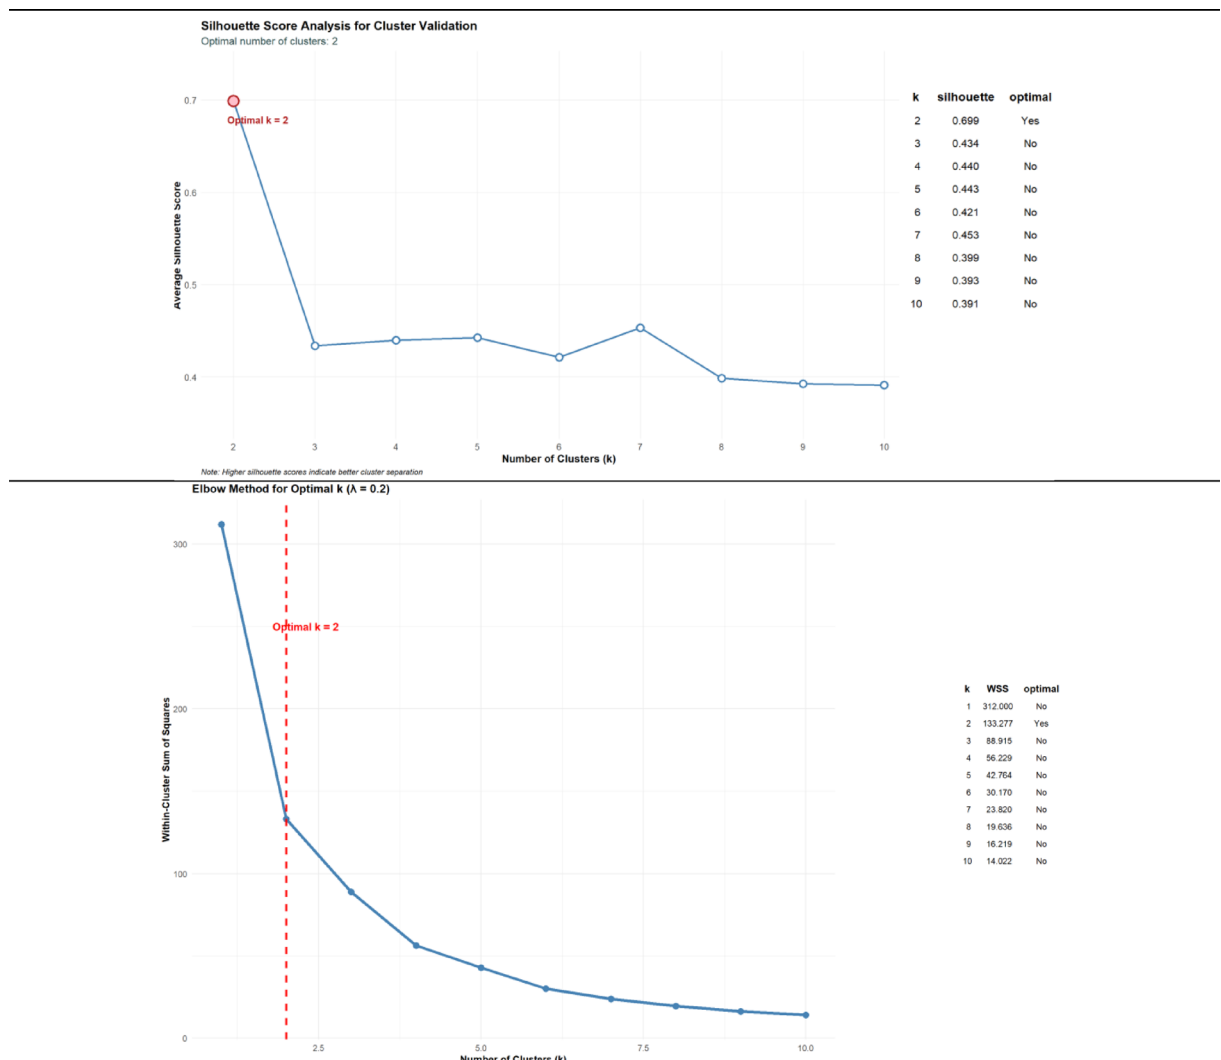 Silhouette Score Analysis for Cluster Validation
Optimal number of clusters: 2
Average Silhouette Score
0.7
0.6
0.5
0.4
Optimal k = 2
2 3 4 5 6 7 8 9 10
Number of Clusters (k)
Note: Higher silhouette scores indicate better cluster separation
k silhouette optimal
2 0.699 Yes
3 0.434 No
4 0.440 No
5 0.443 No
6 0.421 No
7 0.453 No
8 0.399 No
9 0.393 No
10 0.391 No
Elbow Method for Optimal k (λ = 0.2)
Within-Cluster Sum of Squares
300
200
100
0
Optimal k = 2
2.5 5.0 7.5 10.0
Number of Clusters (k)
k WSS optimal
1 312.000 No
2 133.277 Yes
3 88.915 No
4 56.229 No
5 42.764 No
6 30.170 No
7 23.820 No
8 19.636 No
9 16.219 No
10 14.022 No